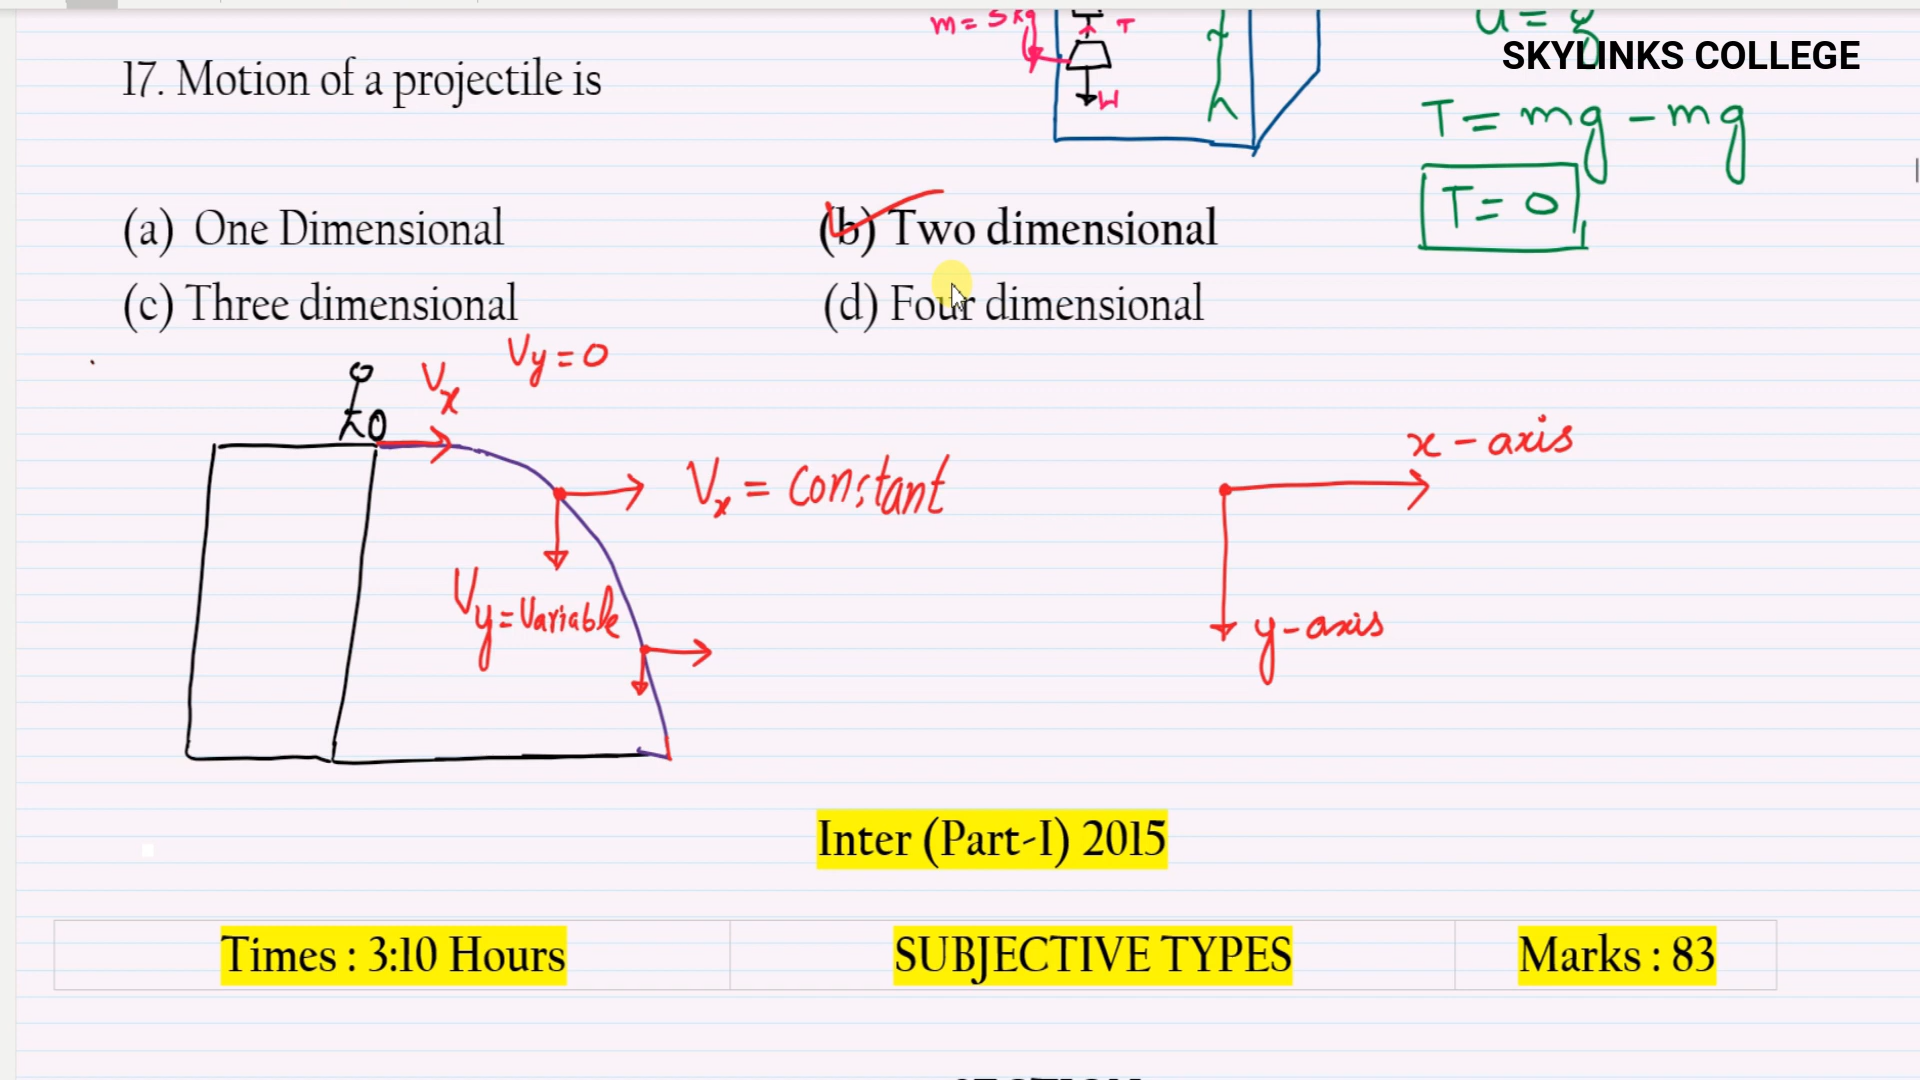 m = 5kg
T
W
h
SKYLINKS COLLEGE
T = mg - mg
T = 0
17. Motion of a projectile is
(a) One Dimensional
(b) Two dimensional
(c) Three dimensional
(d) Four dimensional
Vx
Vy = 0
Vx = Constant
Vy = Variable
x - axis
y - axis
Inter (Part-I) 2015
Times : 3:10 Hours
SUBJECTIVE TYPES
Marks : 83